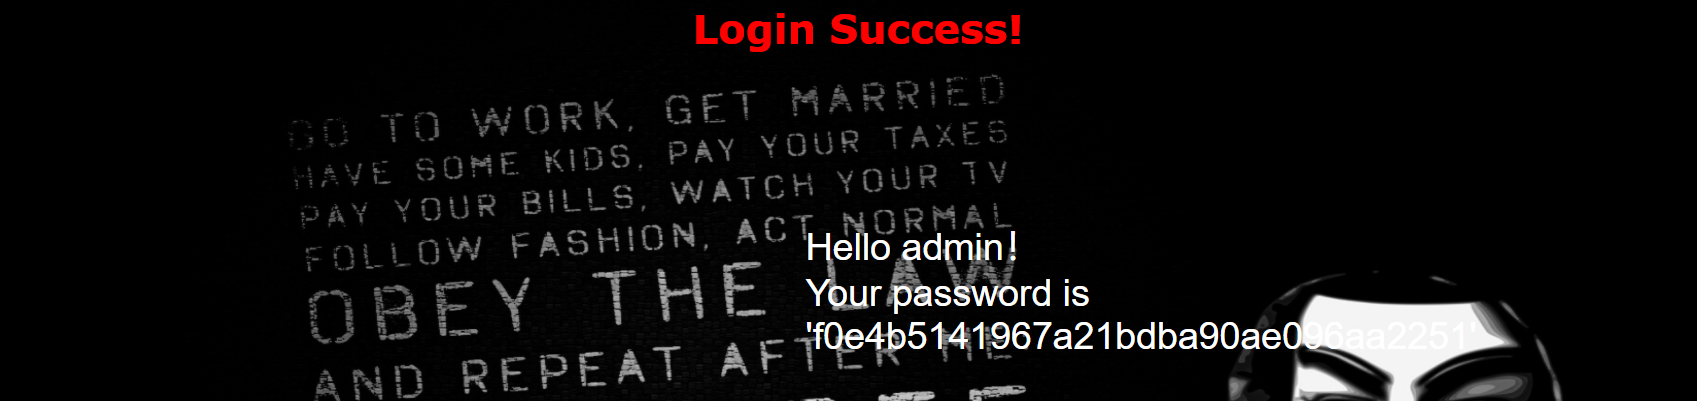 Login Success!
GO TO WORK, GET MARRIED
HAVE SOME KIDS, PAY YOUR TAXES
PAY YOUR BILLS, WATCH YOUR TV
FOLLOW FASHION, ACT NORMAL
Hello admin！
OBEY THE LAW
Your password is
'f0e4b5141967a21bdba90ae096aa2251'
AND REPEAT AFTER ME